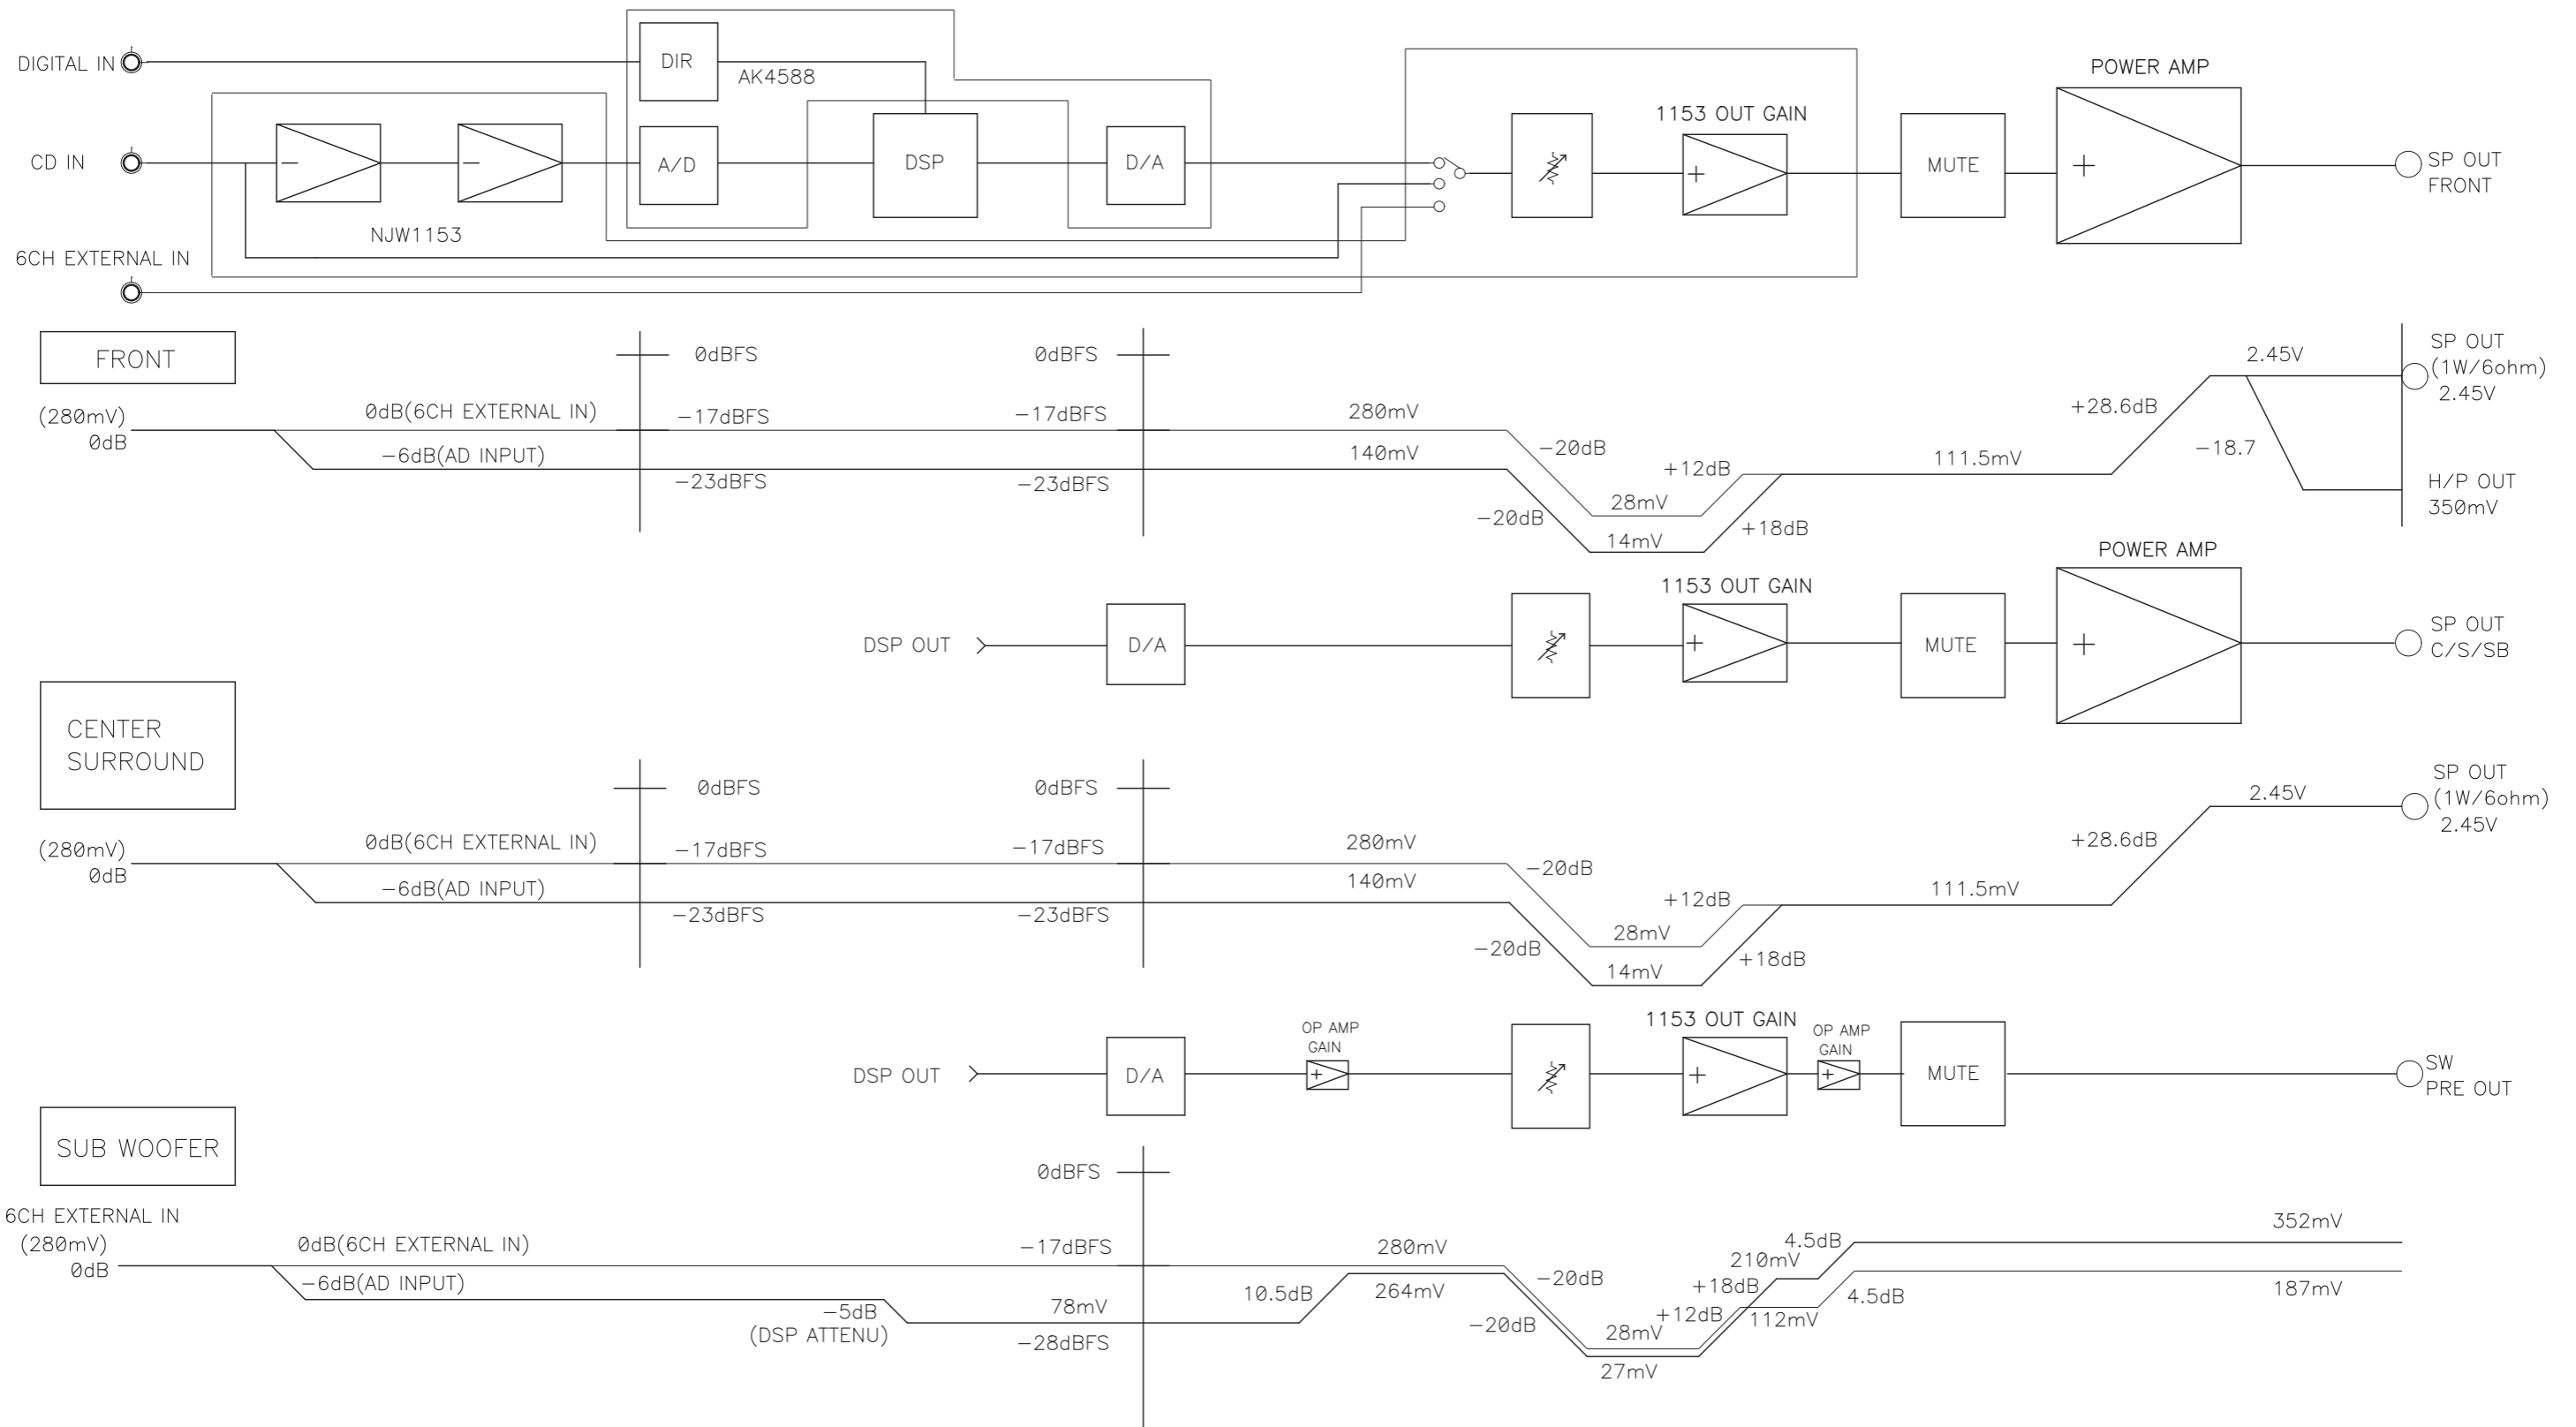 DIGITAL IN
DIR
AK4588
POWER AMP
1153 OUT GAIN
CD IN
−
−
A/D
DSP
D/A
+
MUTE
+
SP OUT
FRONT
NJW1153
6CH EXTERNAL IN
FRONT
0dBFS
0dBFS
2.45V
SP OUT
(1W/6ohm)
2.45V
(280mV)
0dB
0dB(6CH EXTERNAL IN)
−17dBFS
−17dBFS
280mV
−20dB
+28.6dB
−6dB(AD INPUT)
−23dBFS
−23dBFS
140mV
+12dB
111.5mV
−18.7
28mV
−20dB
14mV
+18dB
H/P OUT
350mV
POWER AMP
1153 OUT GAIN
DSP OUT
D/A
+
MUTE
+
SP OUT
C/S/SB
CENTER
SURROUND
0dBFS
0dBFS
2.45V
SP OUT
(1W/6ohm)
2.45V
(280mV)
0dB
0dB(6CH EXTERNAL IN)
−17dBFS
−17dBFS
280mV
−20dB
+28.6dB
−6dB(AD INPUT)
−23dBFS
−23dBFS
140mV
+12dB
111.5mV
28mV
−20dB
14mV
+18dB
OP AMP
GAIN
1153 OUT GAIN
OP AMP
GAIN
DSP OUT
D/A
+
+
+
MUTE
SW
PRE OUT
SUB WOOFER
0dBFS
6CH EXTERNAL IN
(280mV)
0dB
0dB(6CH EXTERNAL IN)
−17dBFS
280mV
−20dB
4.5dB
210mV
352mV
−6dB(AD INPUT)
−5dB
(DSP ATTENU)
78mV
−28dBFS
10.5dB
264mV
−20dB
+18dB
+12dB
112mV
4.5dB
187mV
28mV
27mV